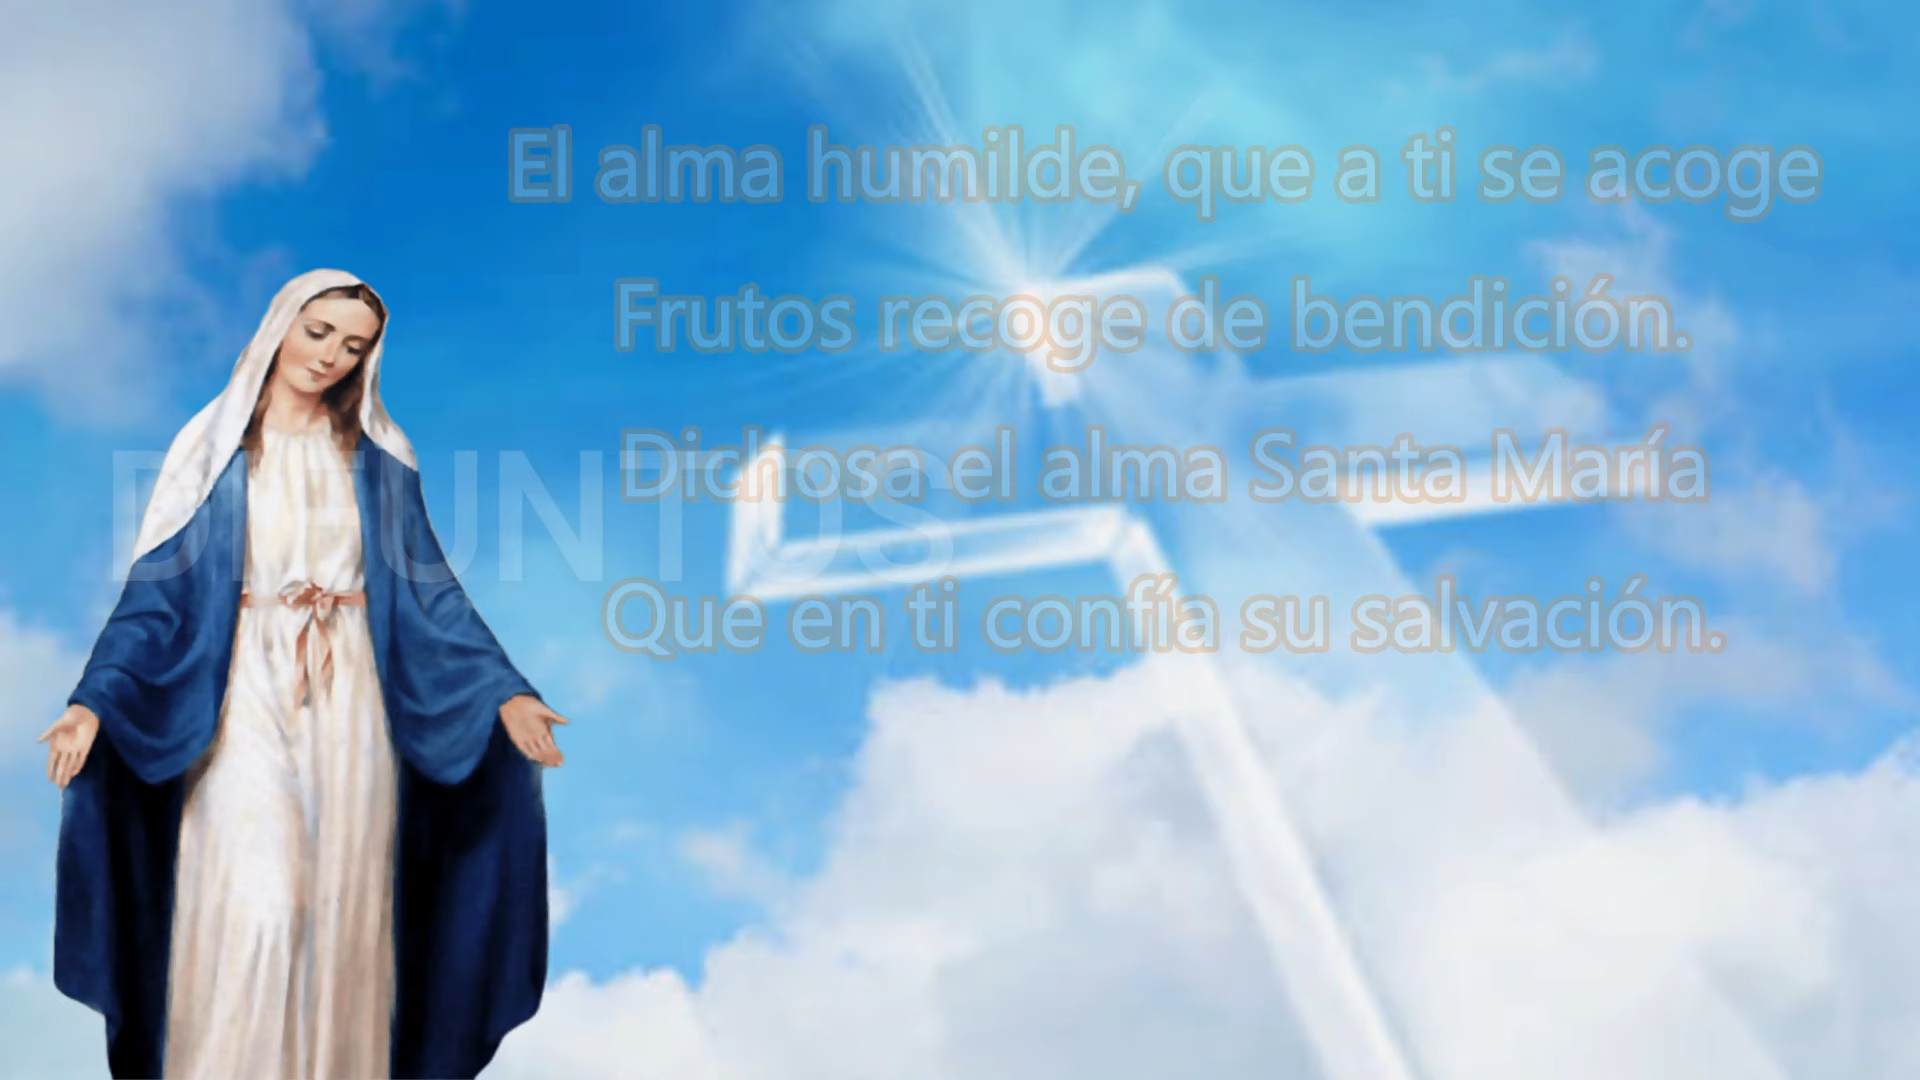 El alma humilde, que a ti se acoge
Frutos recoge de bendición.
Dichosa el alma Santa María
DIFUNTOS
Que en ti confía su salvación.